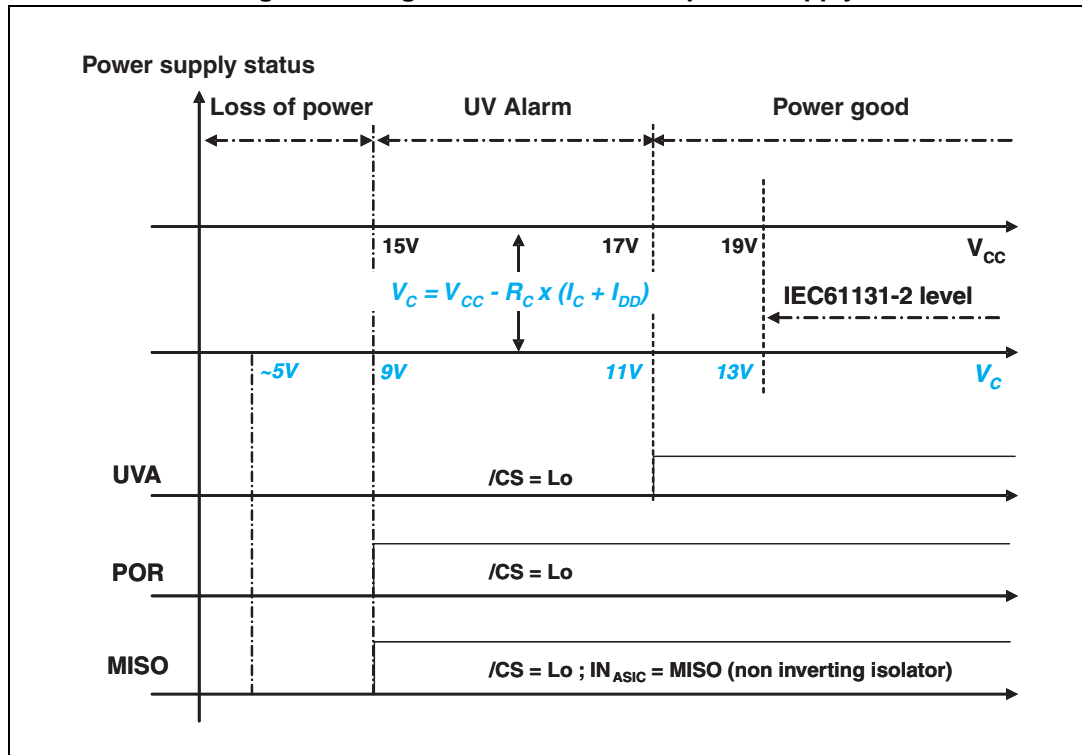 Power supply status
Loss of power UV Alarm Power good
15V 17V 19V VCC
VC = VCC - RC x (IC + IDD)
IEC61131-2 level
~5V 9V 11V 13V VC
UVA /CS = Lo
POR /CS = Lo
MISO /CS = Lo ; INASIC = MISO (non inverting isolator)